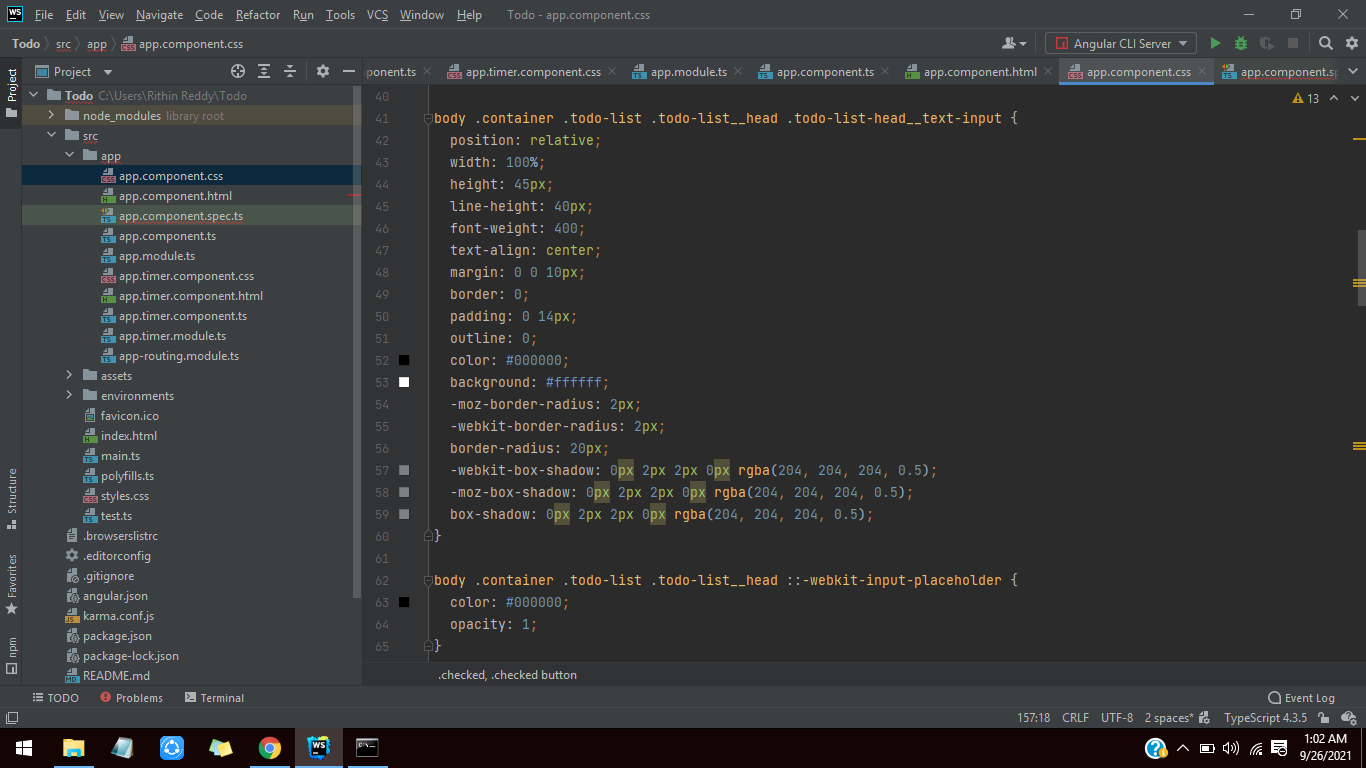 WS File Edit View Navigate Code Refactor Run Tools VCS Window Help Todo - app.component.css
Todo src app app.component.css Angular CLI Server
Project
Project
ponent.ts app.timer.component.css app.module.ts app.component.ts app.component.html app.component.css app.component.s
Todo C:\Users\Rithin Reddy\Todo
node_modules library root
src
app
app.component.css
app.component.html
app.component.spec.ts
app.component.ts
app.module.ts
app.timer.component.css
app.timer.component.html
app.timer.component.ts
app.timer.module.ts
app-routing.module.ts
assets
environments
favicon.ico
index.html
main.ts
polyfills.ts
styles.css
test.ts
.browserslistrc
.editorconfig
.gitignore
angular.json
karma.conf.js
package.json
package-lock.json
README.md
Structure
Favorites
npm
13
40
41 body .container .todo-list .todo-list__head .todo-list-head__text-input {
42 position: relative;
43 width: 100%;
44 height: 45px;
45 line-height: 40px;
46 font-weight: 400;
47 text-align: center;
48 margin: 0 0 10px;
49 border: 0;
50 padding: 0 14px;
51 outline: 0;
52 color: #000000;
53 background: #ffffff;
54 -moz-border-radius: 2px;
55 -webkit-border-radius: 2px;
56 border-radius: 20px;
57 -webkit-box-shadow: 0px 2px 2px 0px rgba(204, 204, 204, 0.5);
58 -moz-box-shadow: 0px 2px 2px 0px rgba(204, 204, 204, 0.5);
59 box-shadow: 0px 2px 2px 0px rgba(204, 204, 204, 0.5);
60 }
61
62 body .container .todo-list .todo-list__head ::-webkit-input-placeholder {
63 color: #000000;
64 opacity: 1;
65 }
.checked, .checked button
TODO Problems Terminal Event Log
157:18 CRLF UTF-8 2 spaces* TypeScript 4.3.5
WS
1:02 AM
9/26/2021